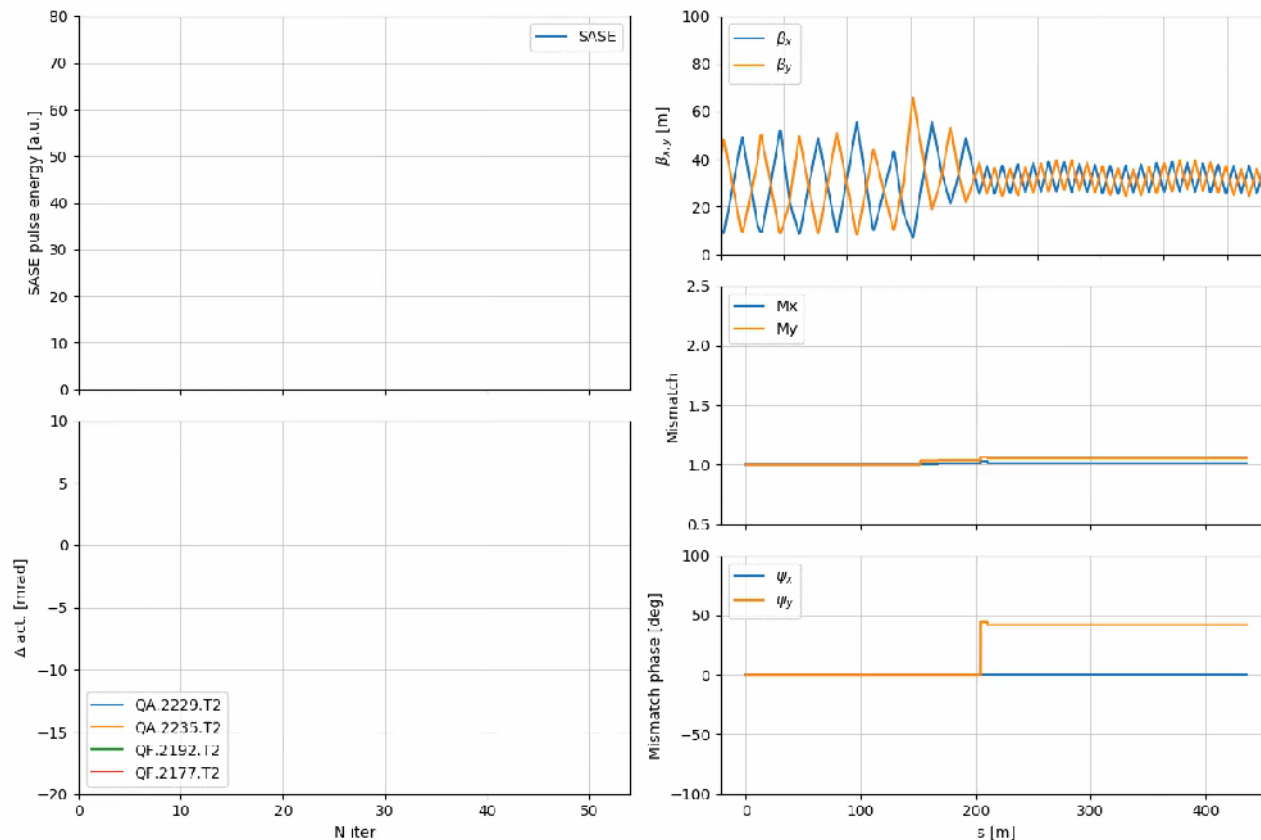 80
70
60
50
40
30
20
10
0
SASE pulse energy [a.u.]
SASE
10
5
0
−5
−10
−15
−20
Δ act. [mrad]
QA.2229.T2
QA.2235.T2
QF.2192.T2
QF.2177.T2
0 10 20 30 40 50
N iter
100
80
60
40
20
0
βx,y [m]
βx
βy
2.5
2.0
1.5
1.0
0.5
Mismatch
Mx
My
100
50
0
−50
−100
Mismatch phase [deg]
ψx
ψy
0 100 200 300 400
s [m]